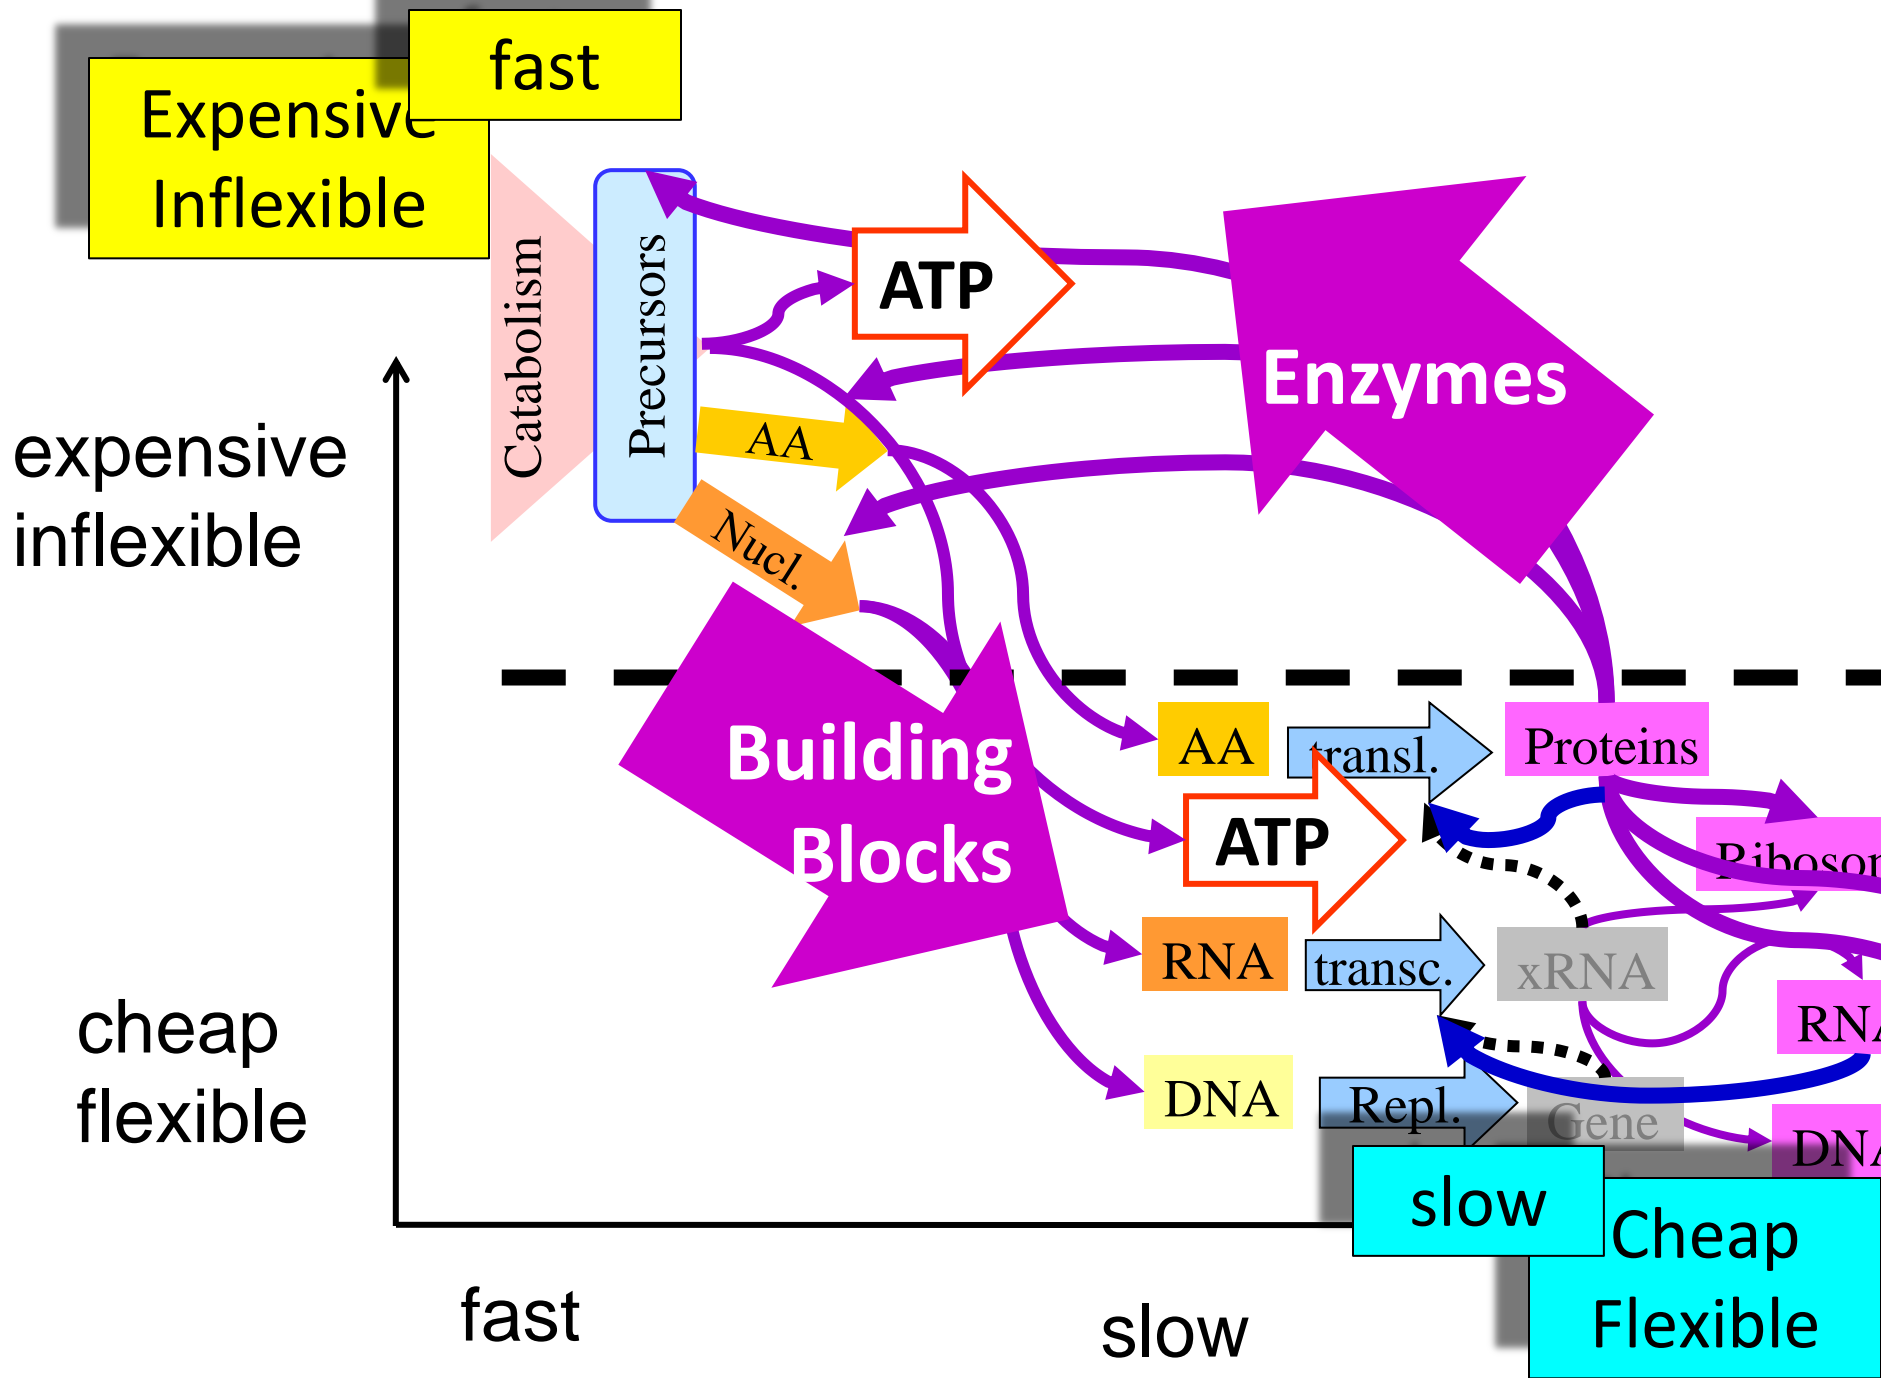 fast
Expensive
Inflexible
Catabolism
Precursors
ATP
Enzymes
AA
Nucl.
expensive
inflexible
Building
Blocks
AA
transl.
Proteins
ATP
RNA
transc.
xRNA
cheap
flexible
DNA
Repl.
Gene
slow
Cheap
Flexible
fast
slow